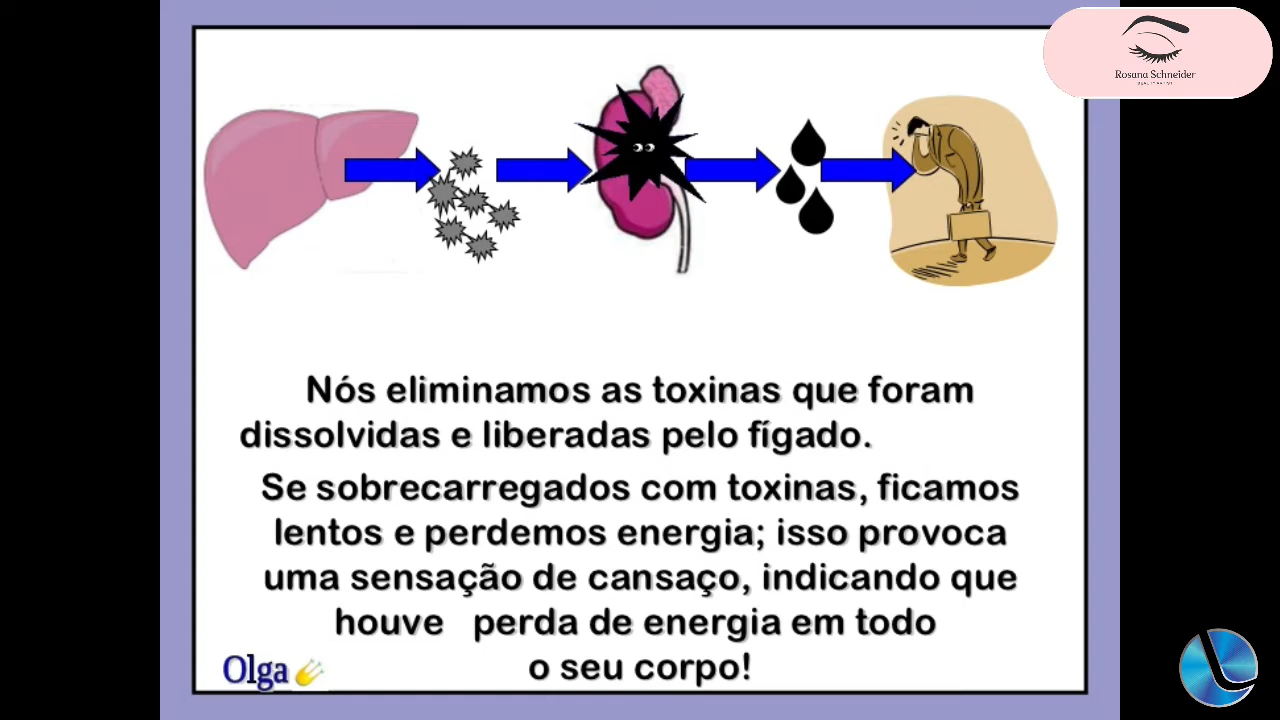 Rosana Schneider
Nós eliminamos as toxinas que foram
dissolvidas e liberadas pelo fígado.
Se sobrecarregados com toxinas, ficamos
lentos e perdemos energia; isso provoca
uma sensação de cansaço, indicando que
houve perda de energia em todo
o seu corpo!
Olga